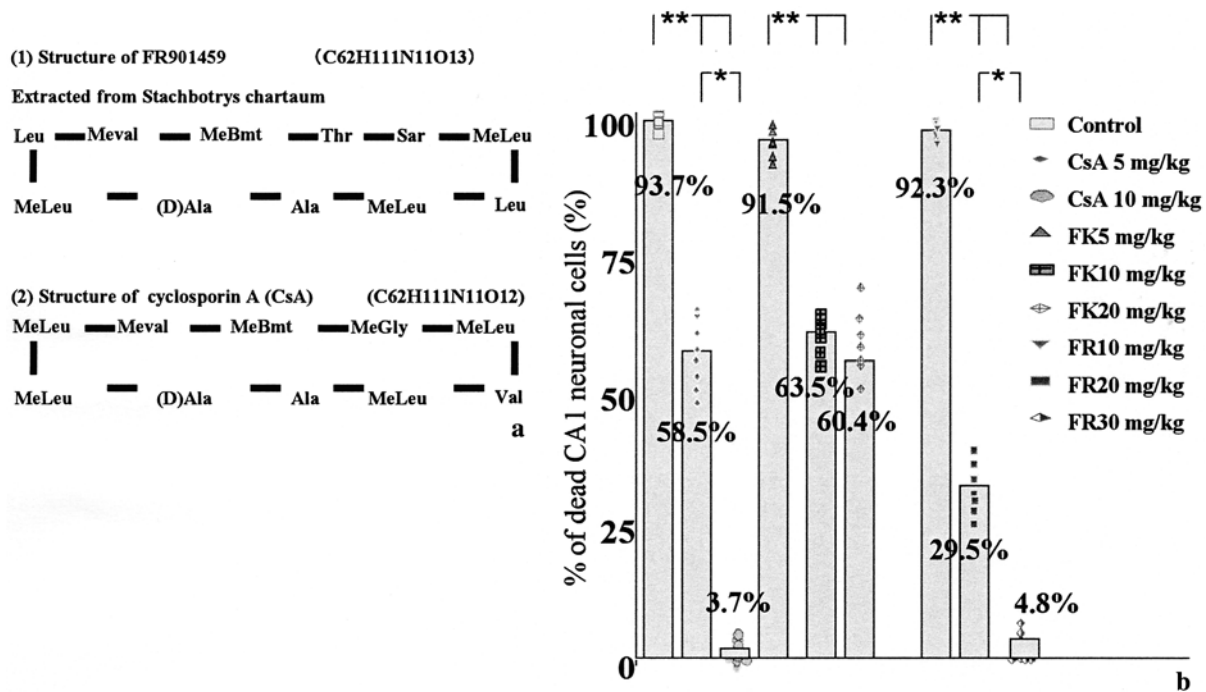 (1) Structure of FR901459 (C62H111N11O13)
Extracted from Stachbotrys chartaum
Leu Meval MeBmt Thr Sar MeLeu
MeLeu (D)Ala Ala MeLeu Leu
(2) Structure of cyclosporin A (CsA) (C62H111N11O12)
MeLeu Meval MeBmt MeGly MeLeu
MeLeu (D)Ala Ala MeLeu Val
a
** ** **
* *
% of dead CA1 neuronal cells (%)
100
75
50
25
0
93.7%
58.5%
3.7%
91.5%
63.5%
60.4%
92.3%
29.5%
4.8%
Control
CsA 5 mg/kg
CsA 10 mg/kg
FK5 mg/kg
FK10 mg/kg
FK20 mg/kg
FR10 mg/kg
FR20 mg/kg
FR30 mg/kg
b